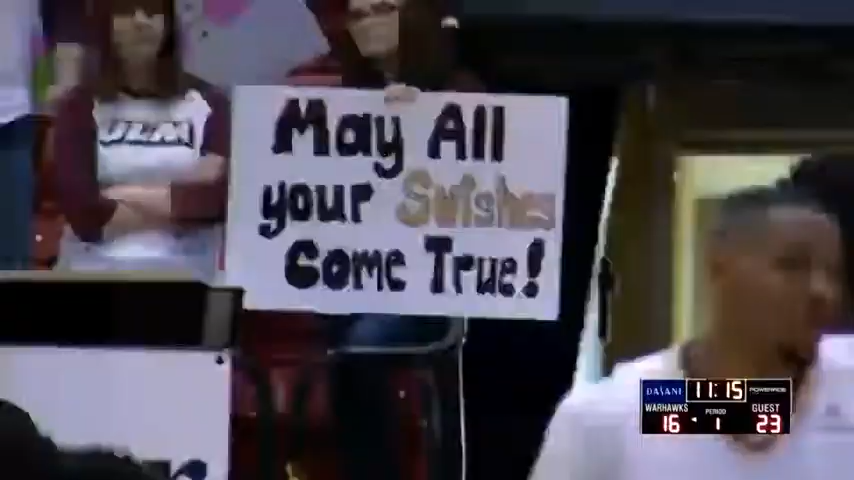 ULM
May All
your Swishes
Come True!
DASANI 11:15 POWERADE
WARHAWKS PERIOD GUEST
16 1 23